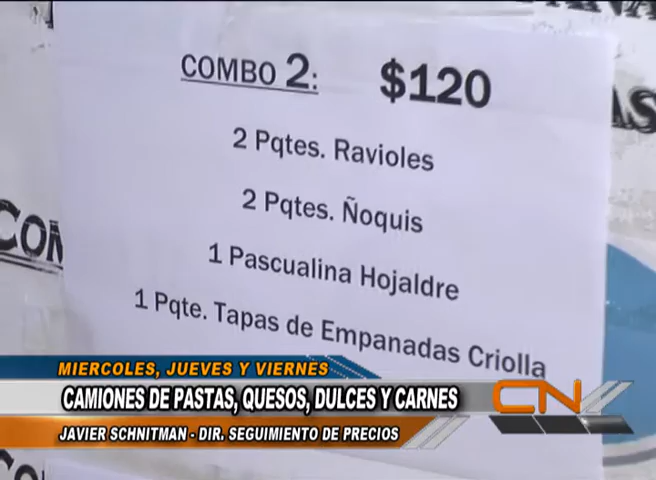 COMBO 2: $120
2 Pqtes. Ravioles
2 Pqtes. Ñoquis
1 Pascualina Hojaldre
1 Pqte. Tapas de Empanadas Criolla
MIERCOLES, JUEVES Y VIERNES
CAMIONES DE PASTAS, QUESOS, DULCES Y CARNES
CN
JAVIER SCHNITMAN - DIR. SEGUIMIENTO DE PRECIOS